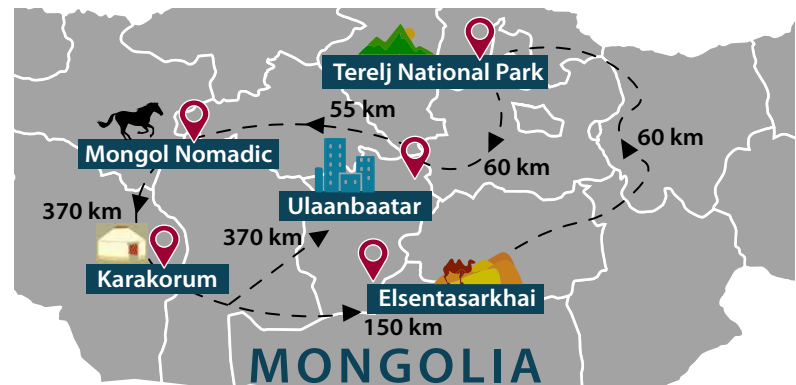 Terelj National Park
55 km
Mongol Nomadic
60 km
60 km
Ulaanbaatar
370 km
370 km
Karakorum
Elsentasarkhai
150 km
MONGOLIA